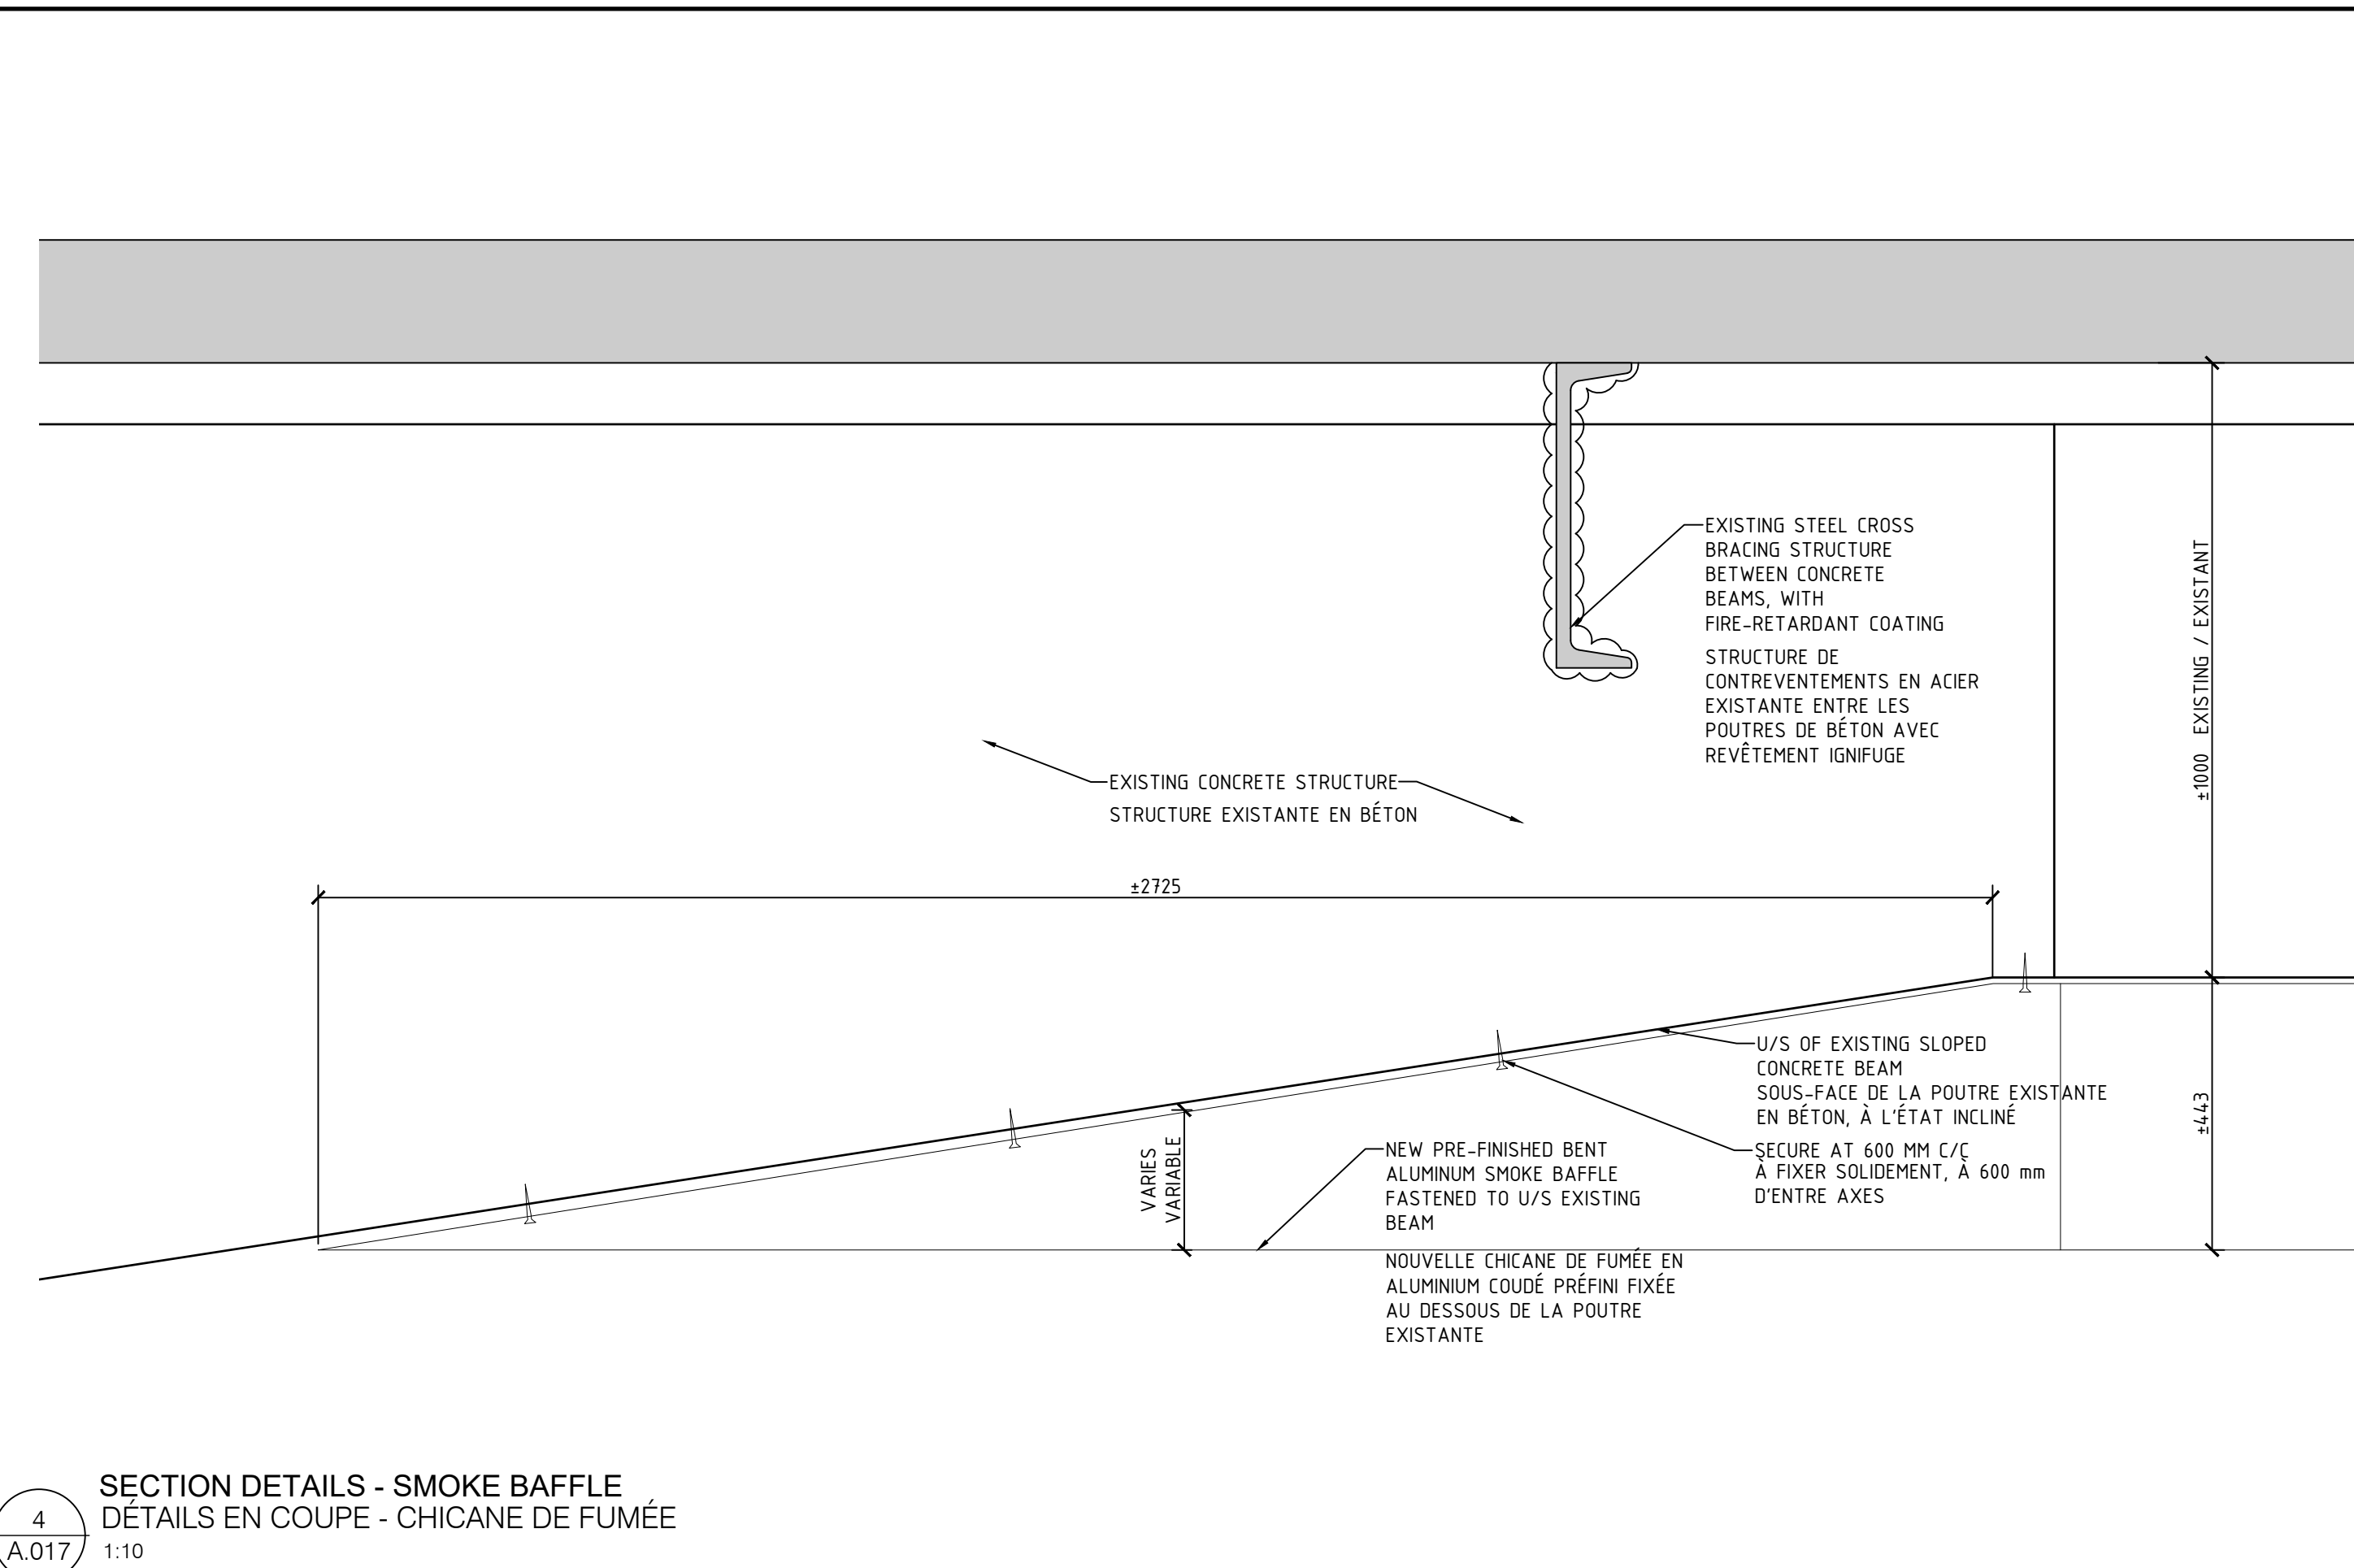 EXISTING STEEL CROSS
BRACING STRUCTURE
BETWEEN CONCRETE
BEAMS, WITH
FIRE-RETARDANT COATING
STRUCTURE DE
CONTREVENTEMENTS EN ACIER
EXISTANTE ENTRE LES
POUTRES DE BÉTON AVEC
REVÊTEMENT IGNIFUGE
±1000 EXISTING / EXISTANT
EXISTING CONCRETE STRUCTURE
STRUCTURE EXISTANTE EN BÉTON
±2725
U/S OF EXISTING SLOPED
CONCRETE BEAM
SOUS-FACE DE LA POUTRE EXISTANTE
EN BÉTON, À L'ÉTAT INCLINÉ
±443
SECURE AT 600 MM C/C
À FIXER SOLIDEMENT, À 600 mm
D'ENTRE AXES
VARIES
VARIABLE
NEW PRE-FINISHED BENT
ALUMINUM SMOKE BAFFLE
FASTENED TO U/S EXISTING
BEAM
NOUVELLE CHICANE DE FUMÉE EN
ALUMINIUM COUDÉ PRÉFINI FIXÉE
AU DESSOUS DE LA POUTRE
EXISTANTE
SECTION DETAILS - SMOKE BAFFLE
DÉTAILS EN COUPE - CHICANE DE FUMÉE
1:10
4
A.017